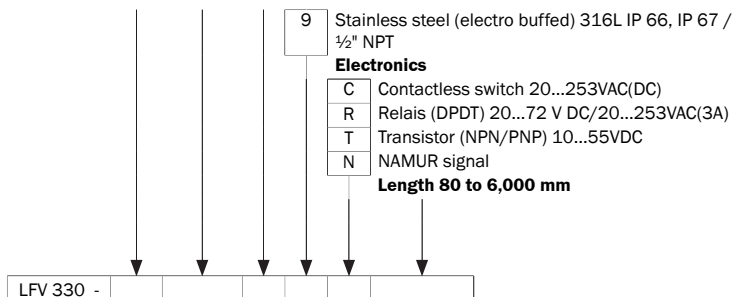 9 Stainless steel (electro buffed) 316L IP 66, IP 67 /
½" NPT
Electronics
C Contactless switch 20...253VAC(DC)
R Relais (DPDT) 20...72 V DC/20...253VAC(3A)
T Transistor (NPN/PNP) 10...55VDC
N NAMUR signal
Length 80 to 6,000 mm
LFV 330 -